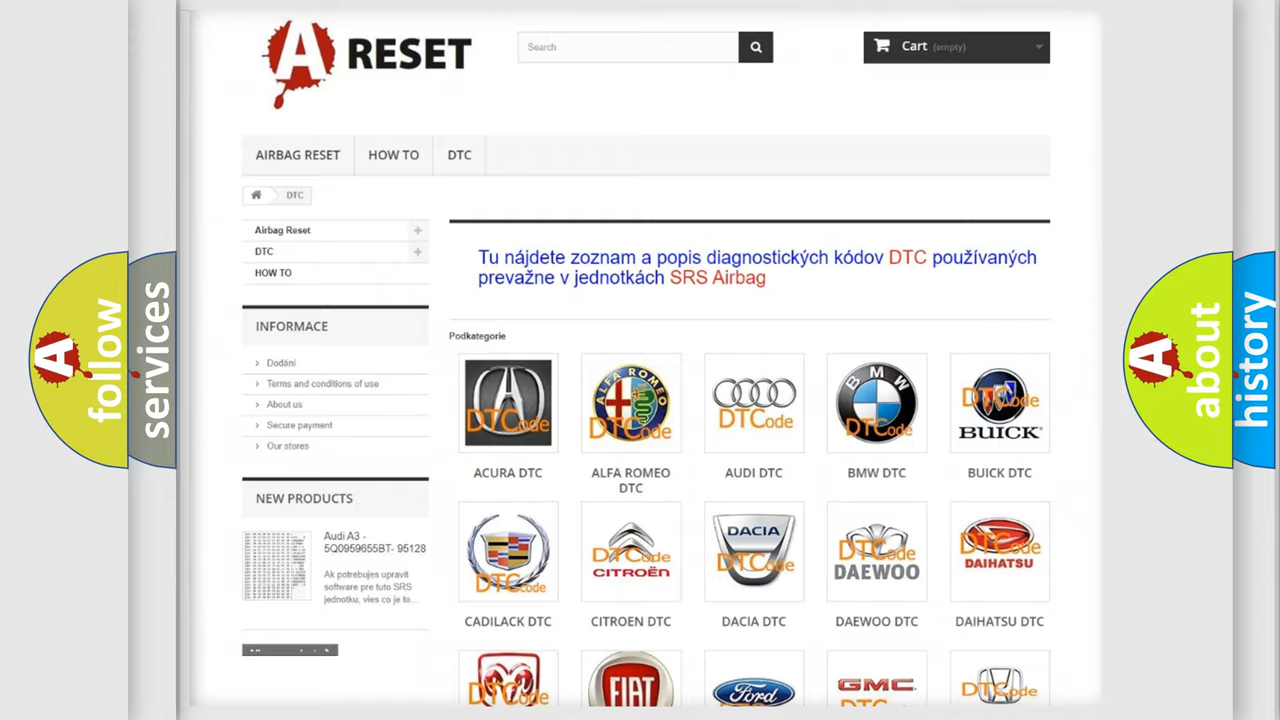 A RESET
Search
Cart (empty)
AIRBAG RESET
HOW TO
DTC
DTC
Airbag Reset
DTC
HOW TO
INFORMACE
Dodání
Terms and conditions of use
About us
Secure payment
Our stores
NEW PRODUCTS
Audi A3 -
5Q0959655BT- 95128
Ak potrebujes upravit
software pre tuto SRS
jednotku, vies co je to...
Tu nájdete zoznam a popis diagnostických kódov DTC používaných
prevažne v jednotkách SRS Airbag
Podkategorie
DTCode
ALFA ROMEO
DTCode
DTCode
BMW
DTCode
DTCode
BUICK
ACURA DTC
ALFA ROMEO
DTC
AUDI DTC
BMW DTC
BUICK DTC
DTCode
DTCode
CITROËN
DACIA
DTCode
DTCode
DAEWOO
DTCode
DAIHATSU
CADILACK DTC
CITROEN DTC
DACIA DTC
DAEWOO DTC
DAIHATSU DTC
DTCode
FIAT
Ford
GMC
DTCode
A follow
services
A about
history